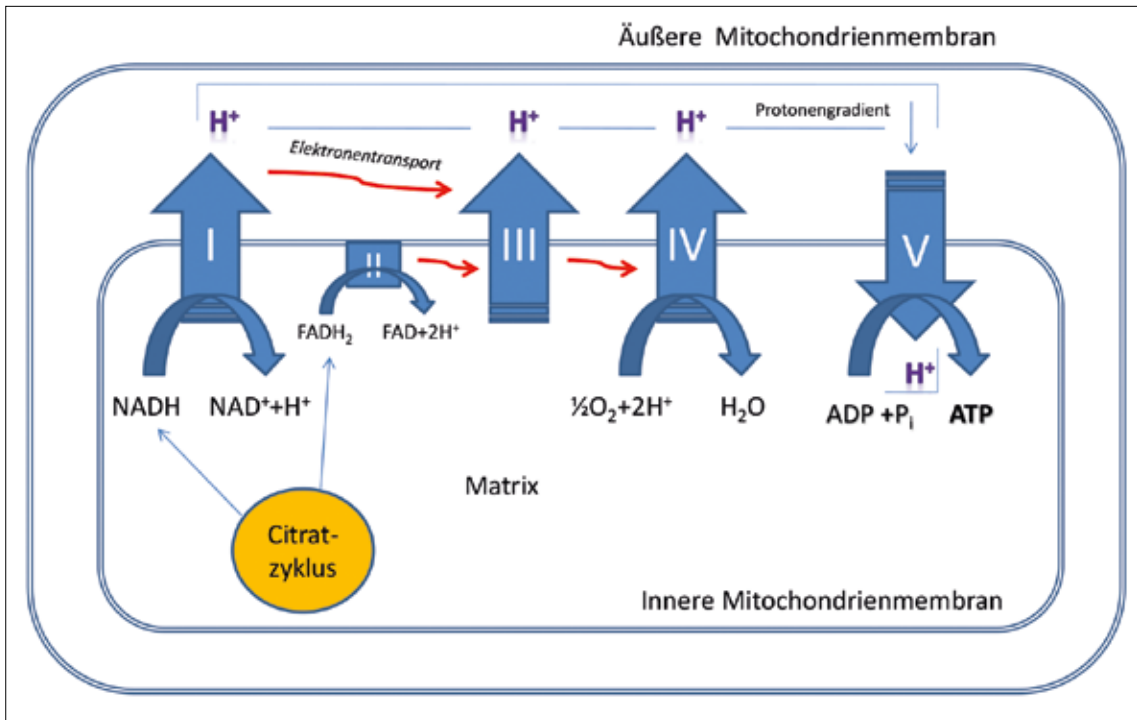 Äußere Mitochondrienmembran
H⁺ H⁺ H⁺ Protonengradient
Elektronentransport
I II III IV V
FADH₂ FAD+2H⁺
H⁺
NADH NAD⁺+H⁺ ½O₂+2H⁺ H₂O ADP +Pᵢ ATP
Matrix
Citrat-
zyklus
Innere Mitochondrienmembran